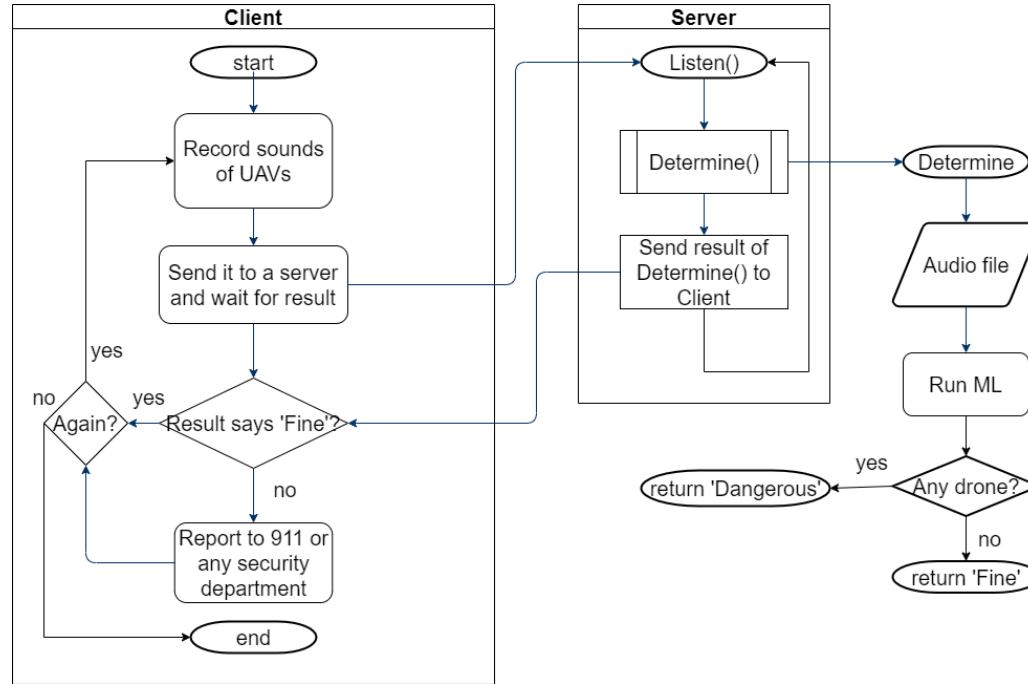 Client
start
Record sounds
of UAVs
Send it to a server
and wait for result
yes
no
Again?
yes
Result says 'Fine'?
no
Report to 911 or
any security
department
end
Server
Listen()
Determine()
Send result of
Determine() to
Client
Determine
Audio file
Run ML
yes
Any drone?
return 'Dangerous'
no
return 'Fine'